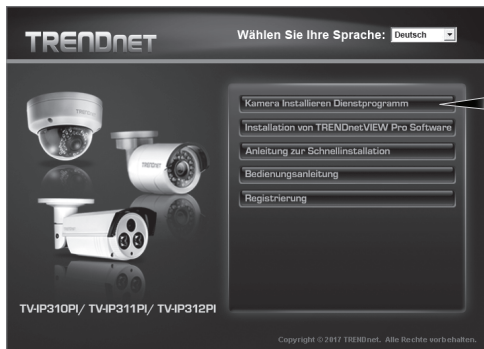 TRENDNET
Wählen Sie Ihre Sprache: Deutsch
Kamera Installieren Dienstprogramm
Installation von TRENDnetVIEW Pro Software
Anleitung zur Schnellinstallation
Bedienungsanleitung
Registrierung
TV-IP310PI/ TV-IP311PI/ TV-IP312PI
Copyright © 2017 TRENDnet. Alle Rechte vorbehalten.